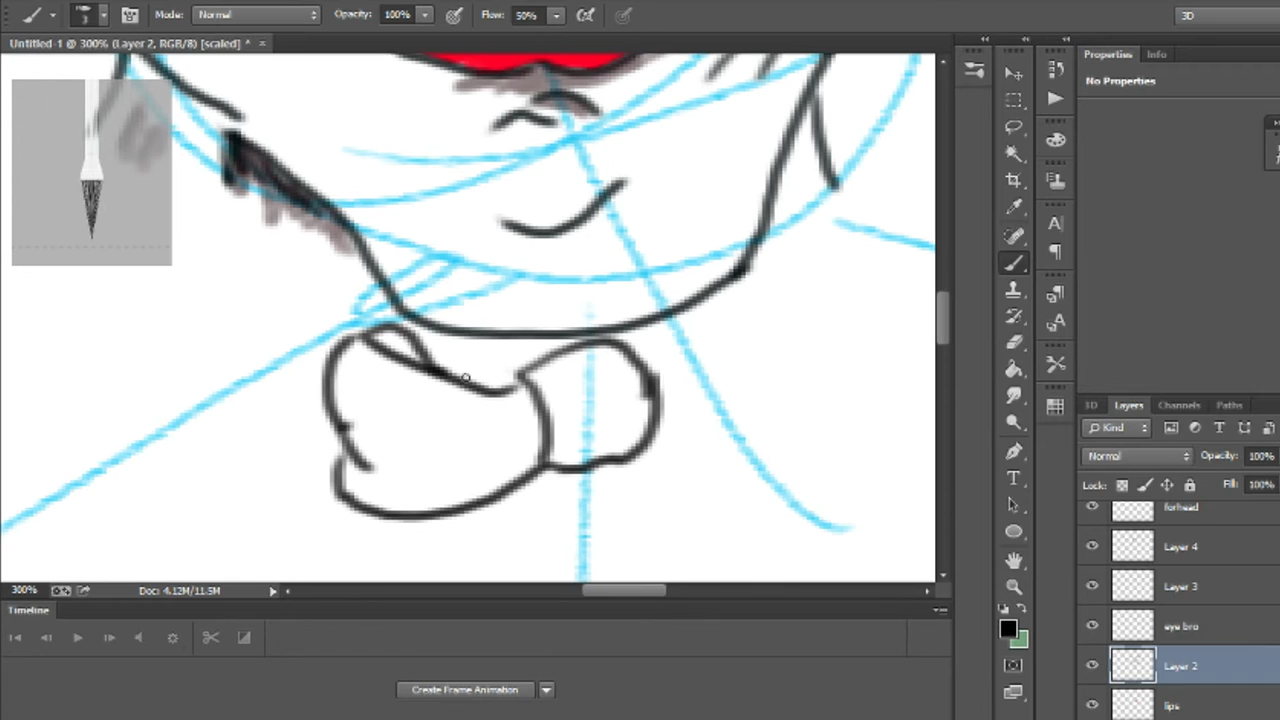 3
Mode: Normal
Opacity: 100%
Flow: 50%
3D
Untitled-1 @ 300% (Layer 2, RGB/8) [scaled] * ×
Properties
Info
No Properties
3D
Layers
Channels
Paths
Kind
Normal
Opacity: 100%
Lock:
Fill: 100%
forhead
Layer 4
Layer 3
eye bro
Layer 2
lips
300%
Doc: 4.12M/11.5M
Timeline
Create Frame Animation